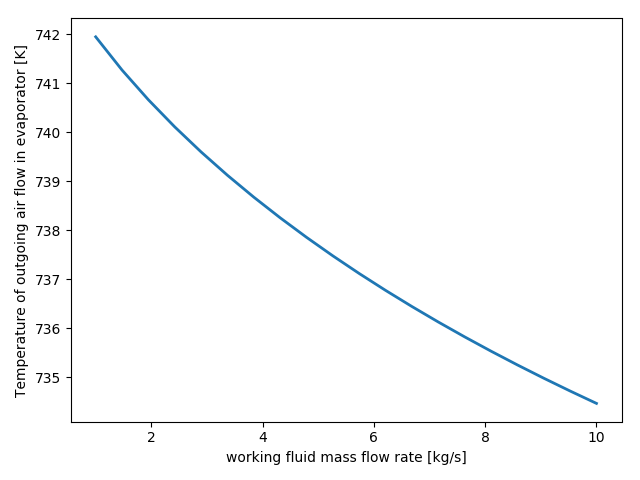 742
741
740
739
738
737
736
735
Temperature of outgoing air flow in evaporator [K]
2 4 6 8 10
working fluid mass flow rate [kg/s]